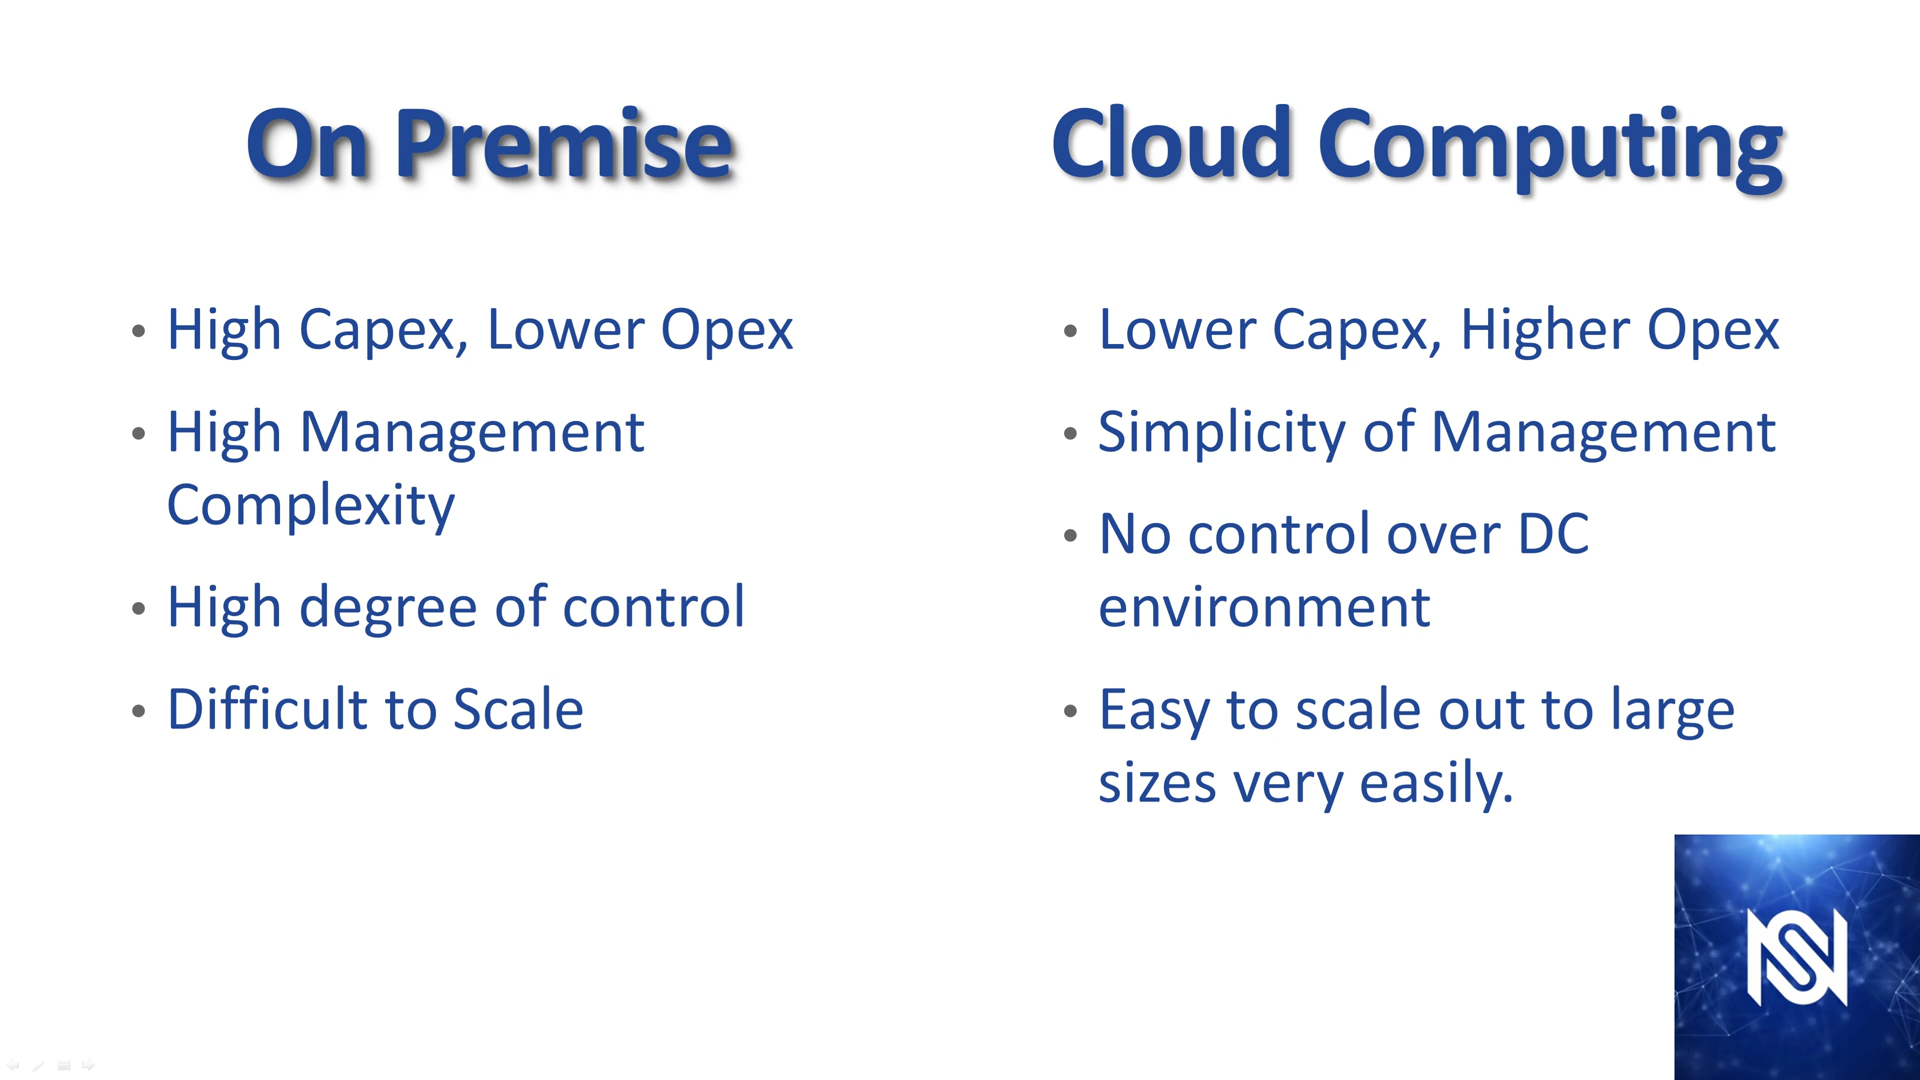 On Premise
• High Capex, Lower Opex
• High Management
Complexity
• High degree of control
• Difficult to Scale
Cloud Computing
• Lower Capex, Higher Opex
• Simplicity of Management
• No control over DC
environment
• Easy to scale out to large
sizes very easily.
NS